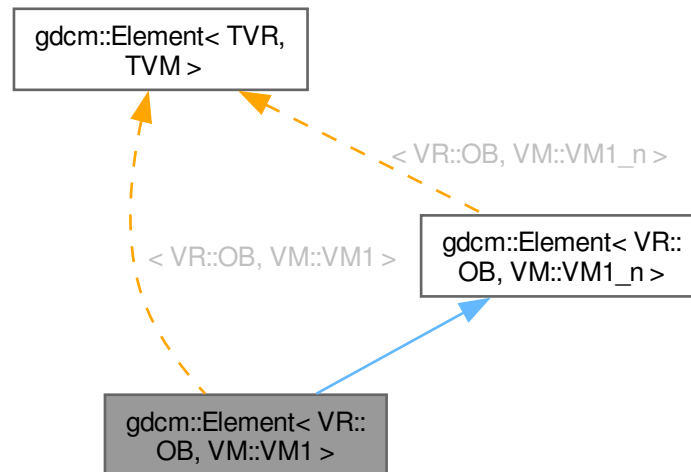 gdcm::Element< TVR,
TVM >
< VR::OB, VM::VM1_n >
< VR::OB, VM::VM1 >
gdcm::Element< VR::
OB, VM::VM1_n >
gdcm::Element< VR::
OB, VM::VM1 >